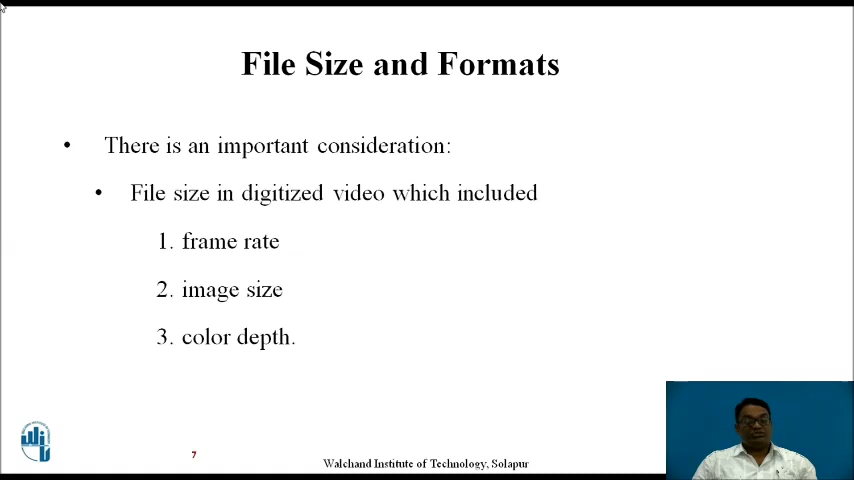 File Size and Formats
• There is an important consideration:
• File size in digitized video which included
1. frame rate
2. image size
3. color depth.
7
Walchand Institute of Technology, Solapur